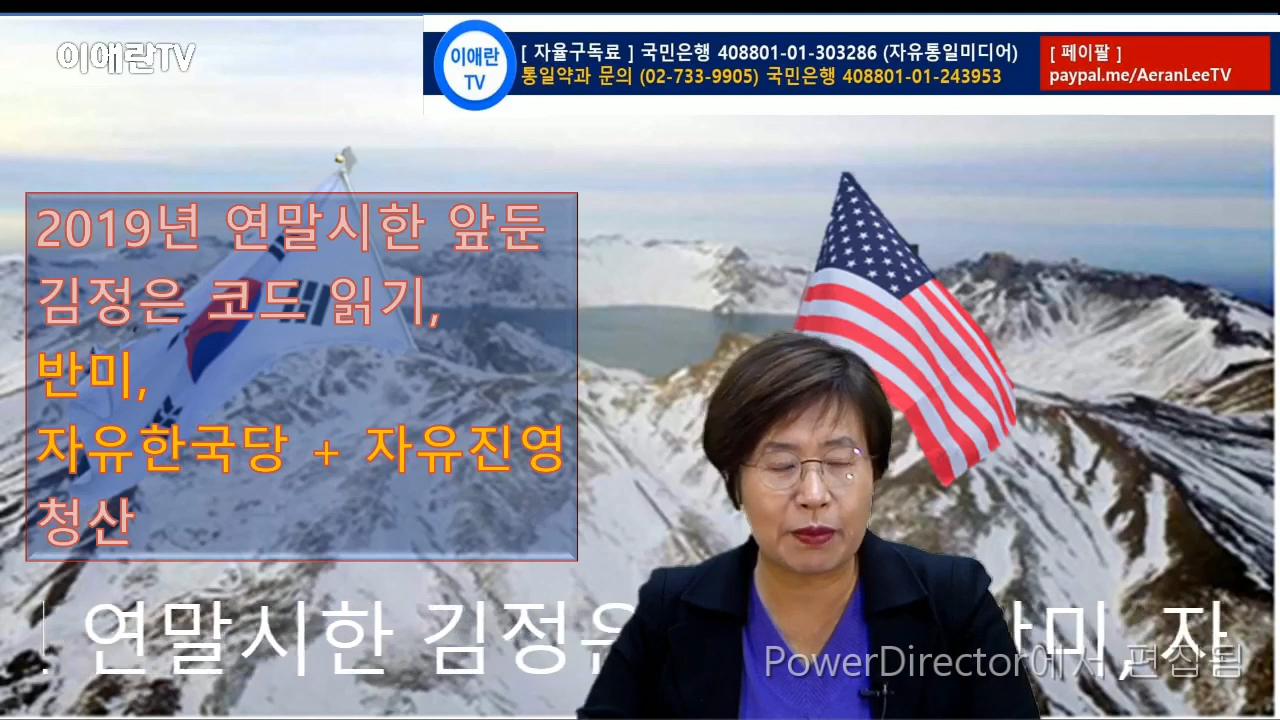 이애란TV
이애란
TV
[ 자율구독료 ] 국민은행 408801-01-303286 (자유통일미디어)
통일약과 문의 (02-733-9905) 국민은행 408801-01-243953
[ 페이팔 ]
paypal.me/AeranLeeTV
2019년 연말시한 앞둔
김정은 코드 읽기,
반미,
자유한국당 + 자유진영
청산
연말시한 김정은 반미, 자
PowerDirector에서 편집됨